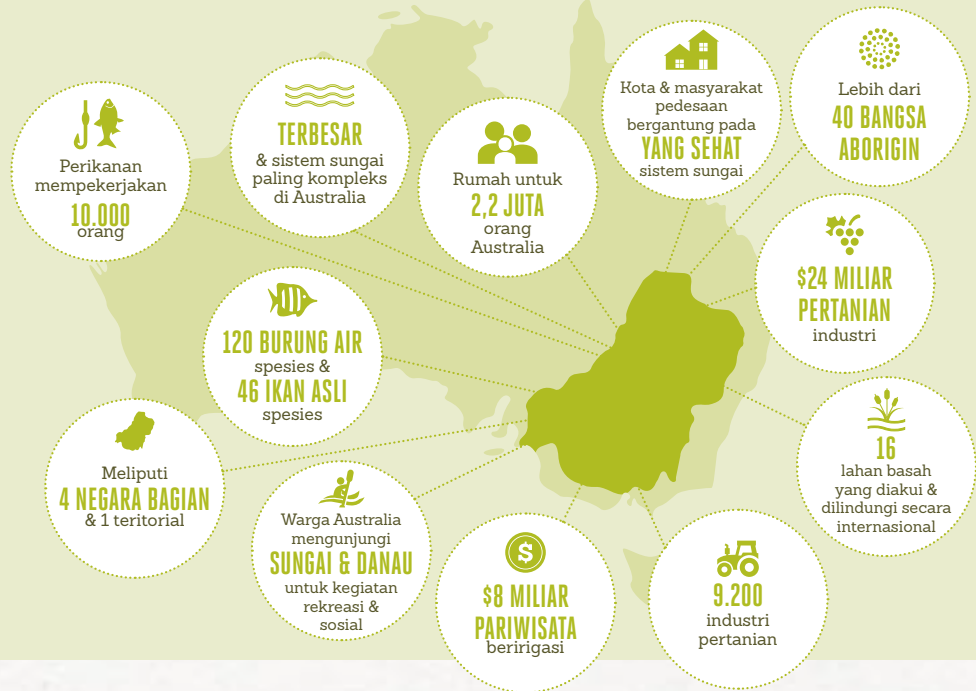 Perikanan
mempekerjakan
10.000
orang
TERBESAR
& sistem sungai
paling kompleks
di Australia
Rumah untuk
2,2 JUTA
orang
Australia
Kota & masyarakat
pedesaan
bergantung pada
YANG SEHAT
sistem sungai
Lebih dari
40 BANGSA
ABORIGIN
$24 MILIAR
PERTANIAN
industri
120 BURUNG AIR
spesies &
46 IKAN ASLI
spesies
Meliputi
4 NEGARA BAGIAN
& 1 teritorial
Warga Australia
mengunjungi
SUNGAI & DANAU
untuk kegiatan
rekreasi &
sosial
$8 MILIAR
PARIWISATA
beririgasi
9.200
industri
pertanian
16
lahan basah
yang diakui &
dilindungi secara
internasional